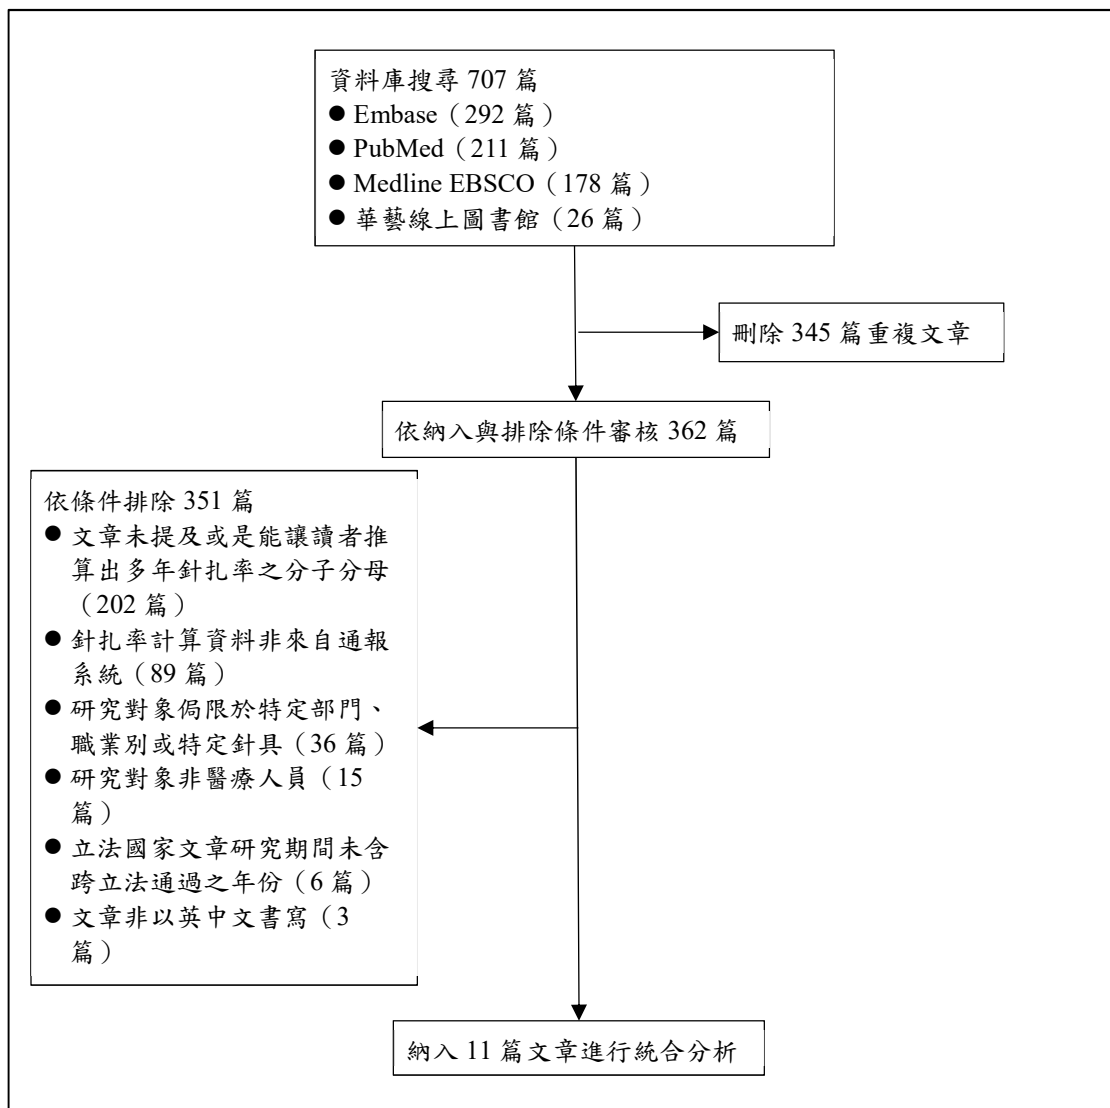 資料庫搜尋 707 篇
● Embase（292 篇）
● PubMed（211 篇）
● Medline EBSCO（178 篇）
● 華藝線上圖書館（26 篇）
刪除 345 篇重複文章
依納入與排除條件審核 362 篇
依條件排除 351 篇
● 文章未提及或是能讓讀者推
算出多年針扎率之分子分母
（202 篇）
● 針扎率計算資料非來自通報
系統（89 篇）
● 研究對象侷限於特定部門、
職業別或特定針具（36 篇）
● 研究對象非醫療人員（15
篇）
● 立法國家文章研究期間未含
跨立法通過之年份（6 篇）
● 文章非以英中文書寫（3
篇）
納入 11 篇文章進行統合分析